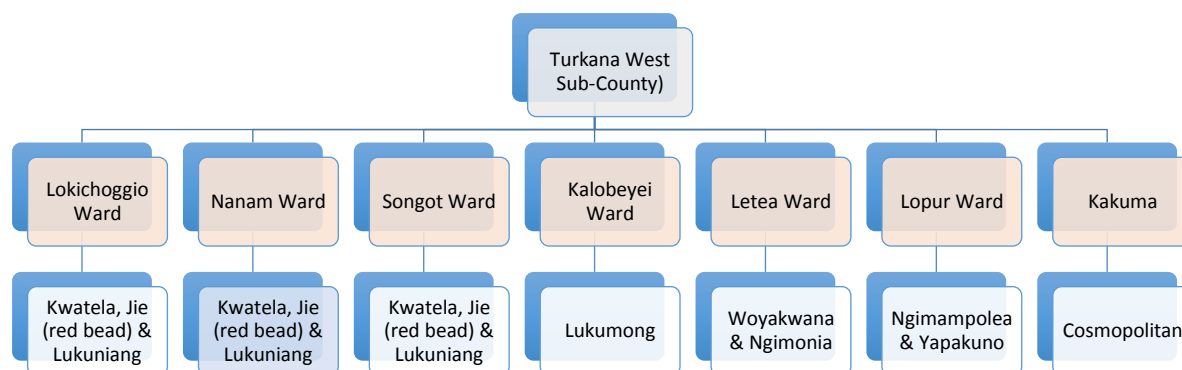 Turkana West
Sub-County)
Lokichoggio
Ward
Nanam Ward
Songot Ward
Kalobeyei
Ward
Letea Ward
Lopur Ward
Kakuma
Kwatela, Jie
(red bead) &
Lukuniang
Kwatela, Jie
(red bead) &
Lukuniang
Kwatela, Jie
(red bead) &
Lukuniang
Lukumong
Woyakwana
& Ngimonia
Ngimampolea
& Yapakuno
Cosmopolitan